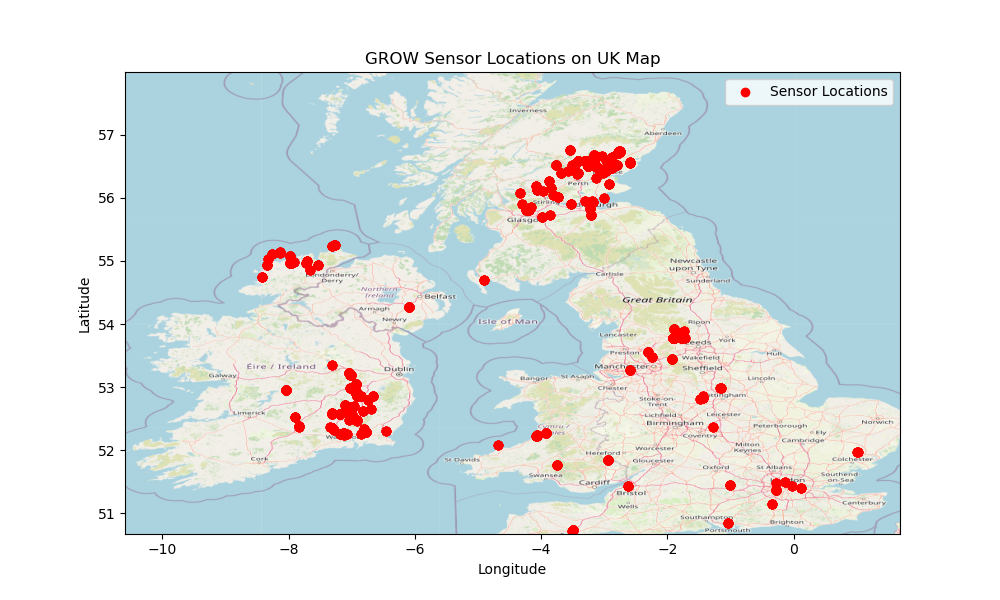 GROW Sensor Locations on UK Map
Sensor Locations
Inverness
Aberdeen
Perth
Stirling
Glasg
Londonderry/
Derry
Northern
Ireland
Belfast
Armagh
Newry
Carlisle
Newcastle
upon Tyne
Sunderland
Great Britain
Isle of Man
Lancaster
Ripon
York
Preston
Leeds
Wakefield
Hull
Manchester
Sheffield
Lincoln
Chester
Bangor
St Asaph
Éire / Ireland
Dublin
Galway
Limerick
Cork
Stoke-on-
Trent
Nottingham
Lichfield
Leicester
Birmingham
Coventry
Peterborough
Ely
Norwich
Cambridge
Worcester
Milton
Keynes
Hereford
Gloucester
Oxford
St Albans
Colchester
Southend
-on-Sea
St Davids
Swansea
Cardiff
Bristol
Wells
Canterbury
Southampton
Portsmouth
Brighton
57
56
55
54
53
52
51
−10
−8
−6
−4
−2
0
Latitude
Longitude